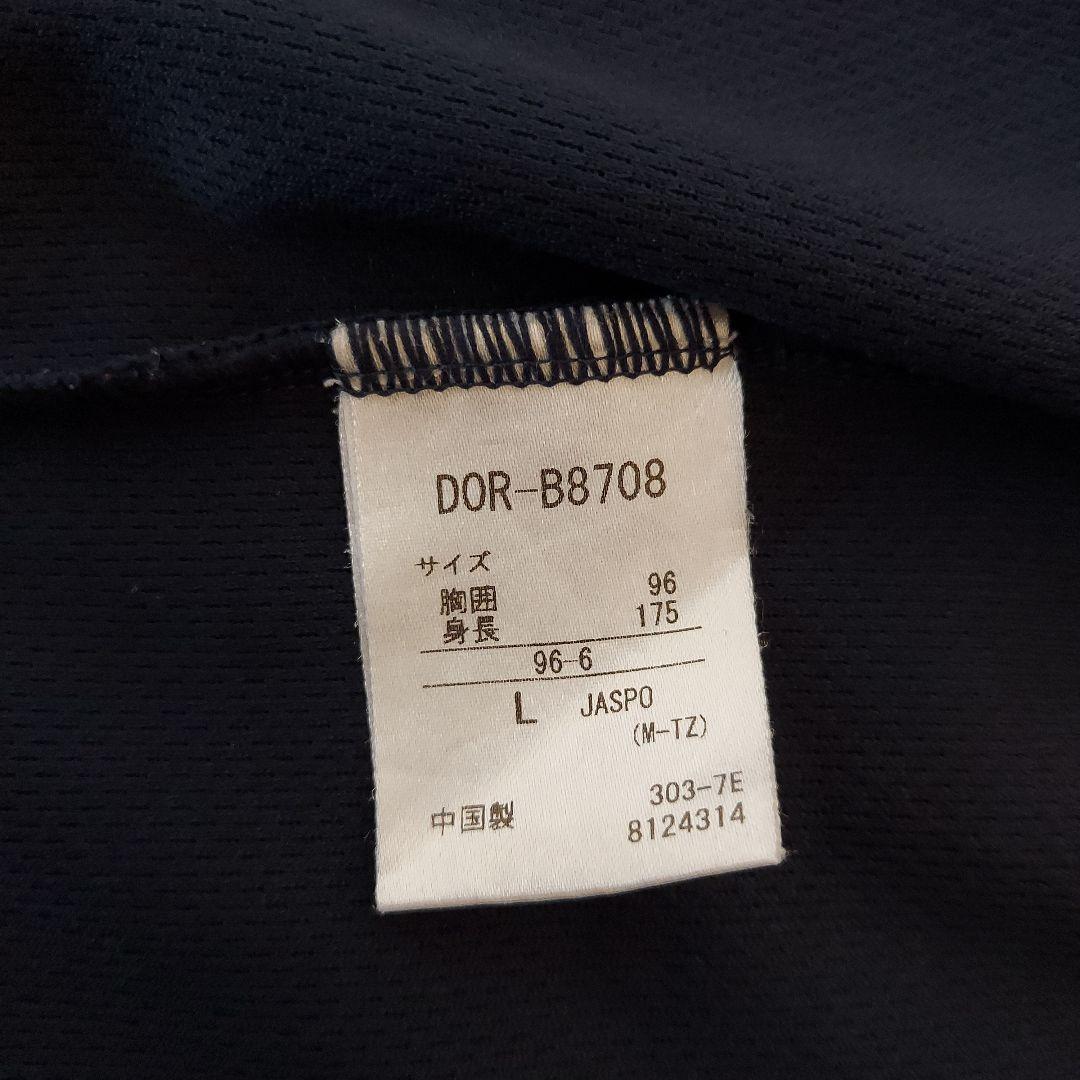 DOR-B8708
サイズ
胸囲 96
身長 175
96-6
L JASPO
(M-TZ)
303-7E
中国製 8124314